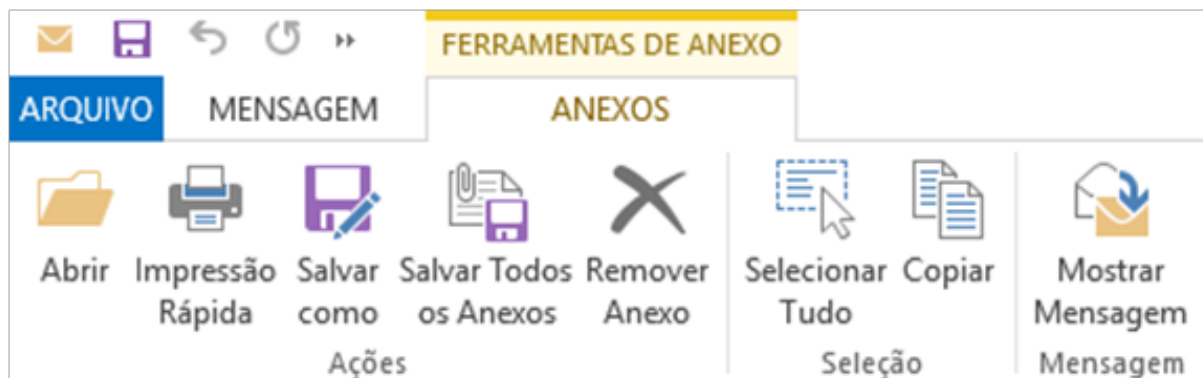 FERRAMENTAS DE ANEXO
ARQUIVO MENSAGEM ANEXOS
Abrir Impressão Salvar Salvar Todos Remover Selecionar Copiar Mostrar
Rápida como os Anexos Anexo Tudo Mensagem
Ações Seleção Mensagem